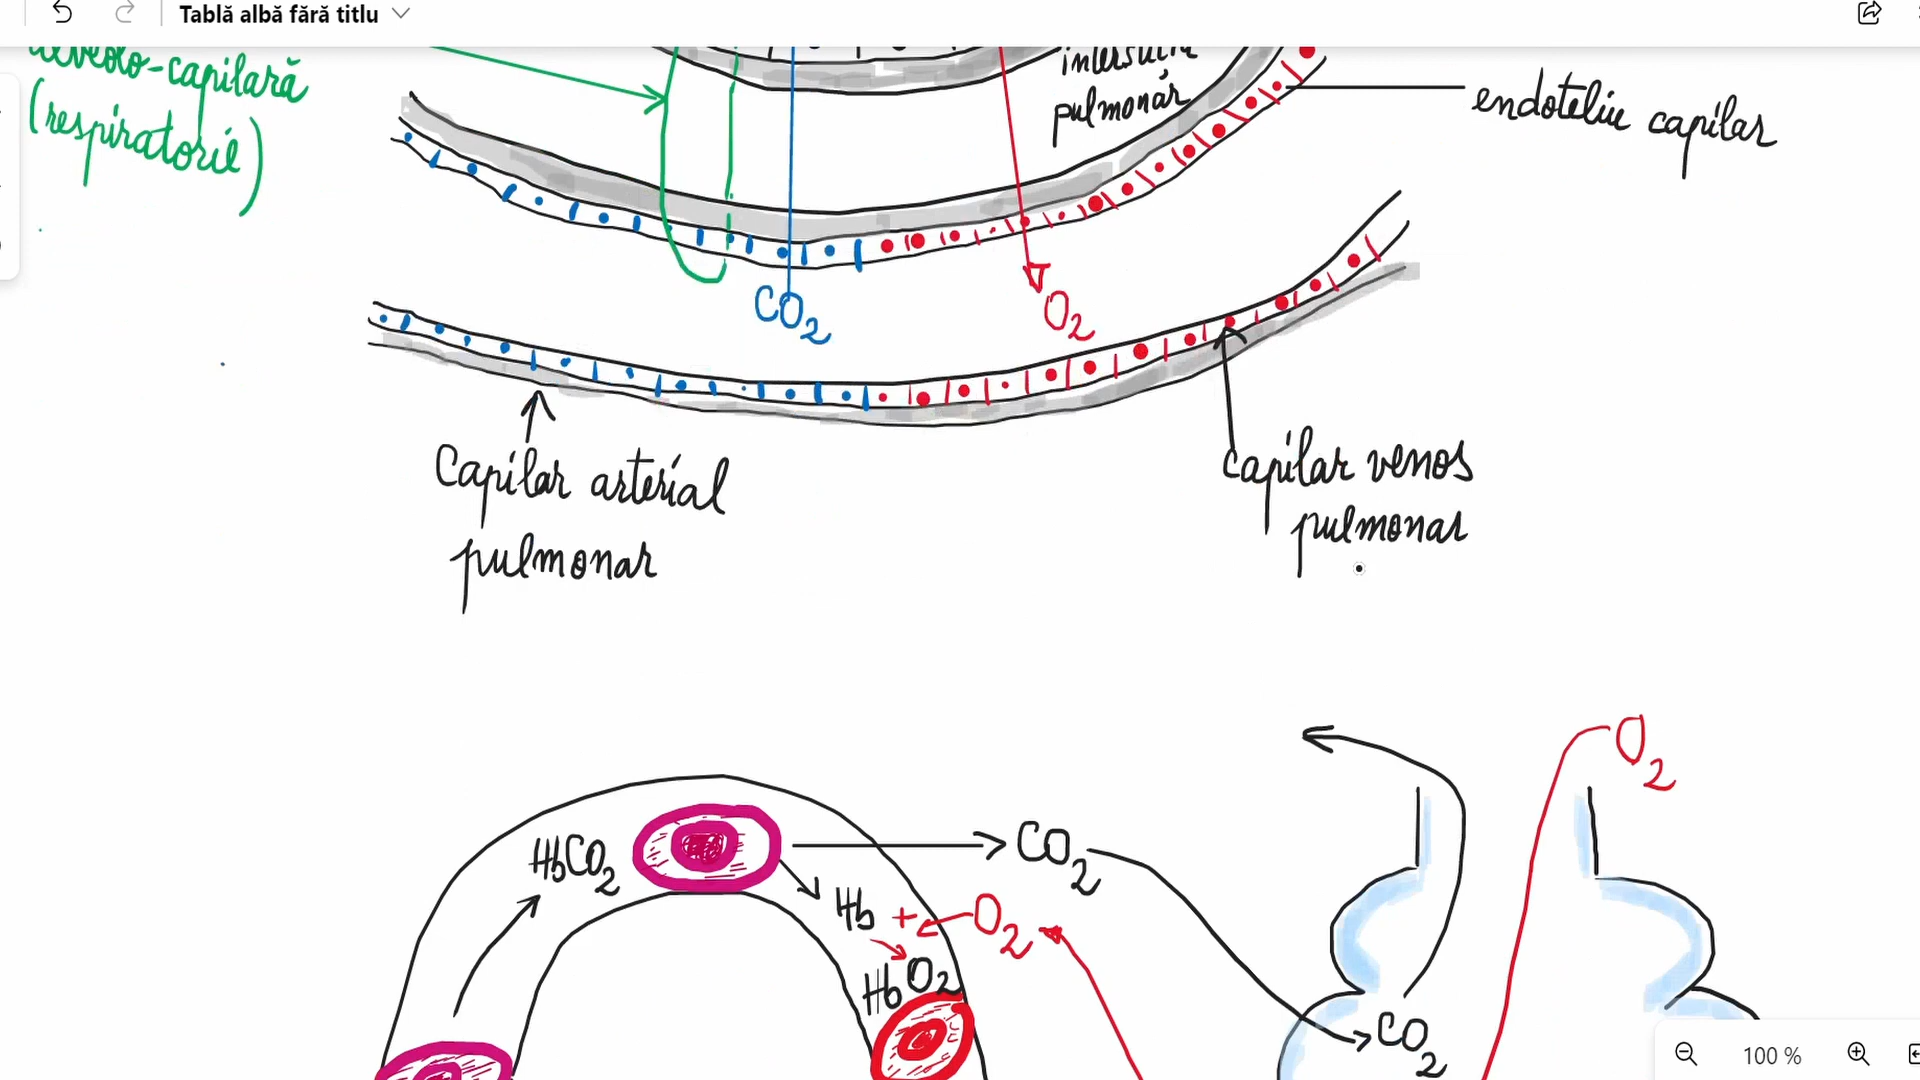 Tablă albă fără titlu
alveolo-capilară
(respiratorie)
pulmonar
endoteliu capilar
CO2
O2
Capilar arterial
pulmonar
Capilar venos
pulmonar
O2
HbCO2
CO2
Hb + O2
HbO2
CO2
100 %